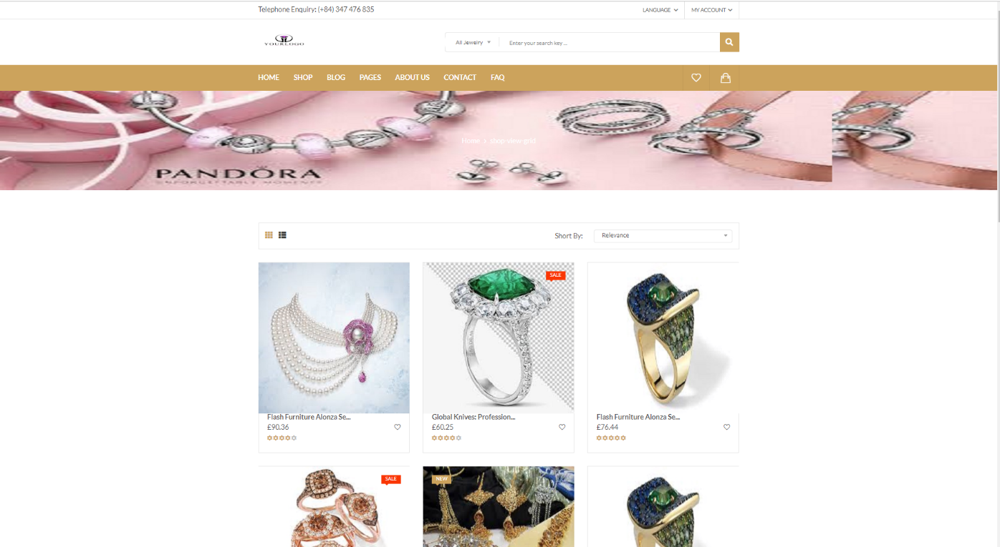 Telephone Enquiry: (+84) 347 476 835
LANGUAGE
MY ACCOUNT
YOURLOGO
All Jewelry
Enter your search key ...
HOME
SHOP
BLOG
PAGES
ABOUT US
CONTACT
FAQ
Home > shop view grid
PANDORA
UNFORGETTABLE MOMENTS
Short By:
Relevance
SALE
Flash Furniture Alonza Se...
£90.36
Global Knives: Profession...
£60.25
Flash Furniture Alonza Se...
£76.44
SALE
NEW